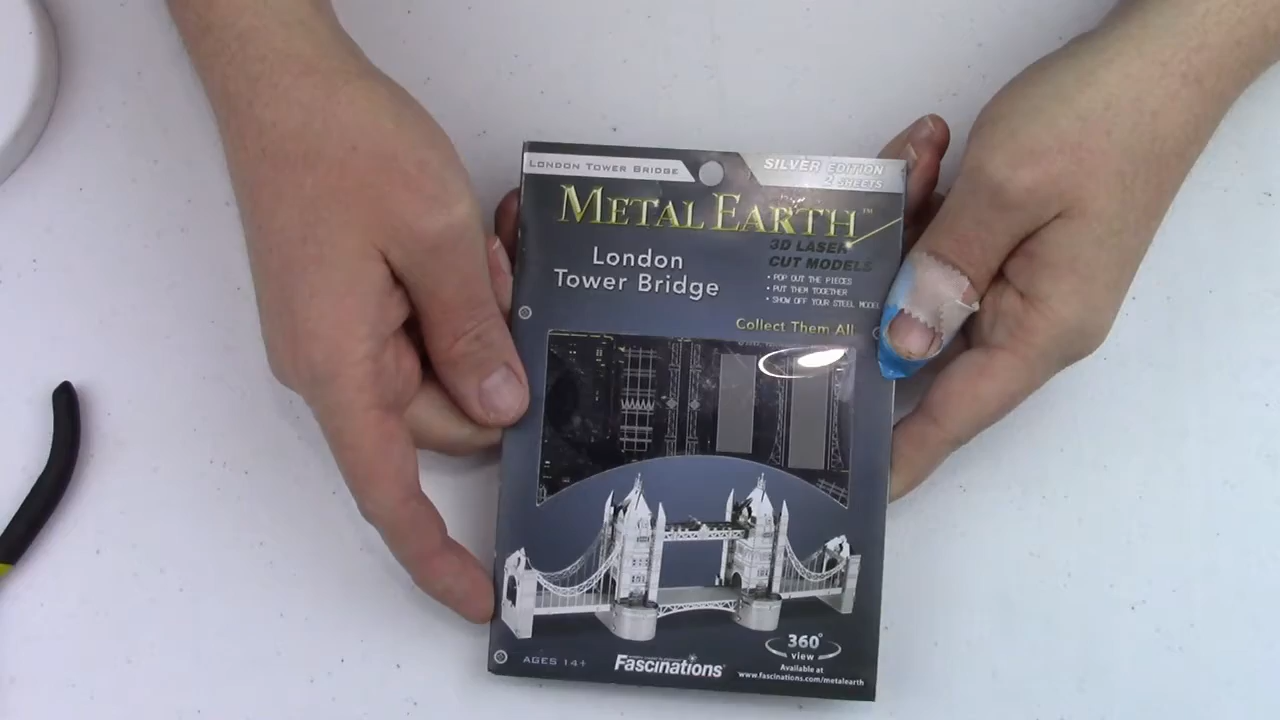 LONDON TOWER BRIDGE
SILVER EDITION
2 SHEETS
METAL EARTH™
3D LASER
CUT MODELS
London
Tower Bridge
• POP OUT THE PIECES
• PUT THEM TOGETHER
• SHOW OFF YOUR STEEL MODEL
Collect Them All
360°
view
AGES 14+
Fascinations
Available at
www.fascinations.com/metalearth